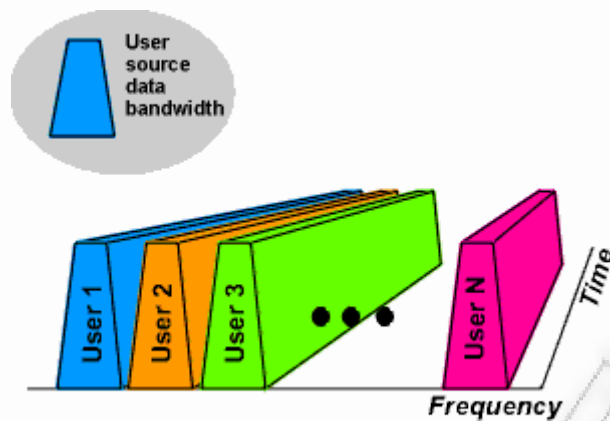 User
source
data
bandwidth
User 1
User 2
User 3
User N
Time
Frequency